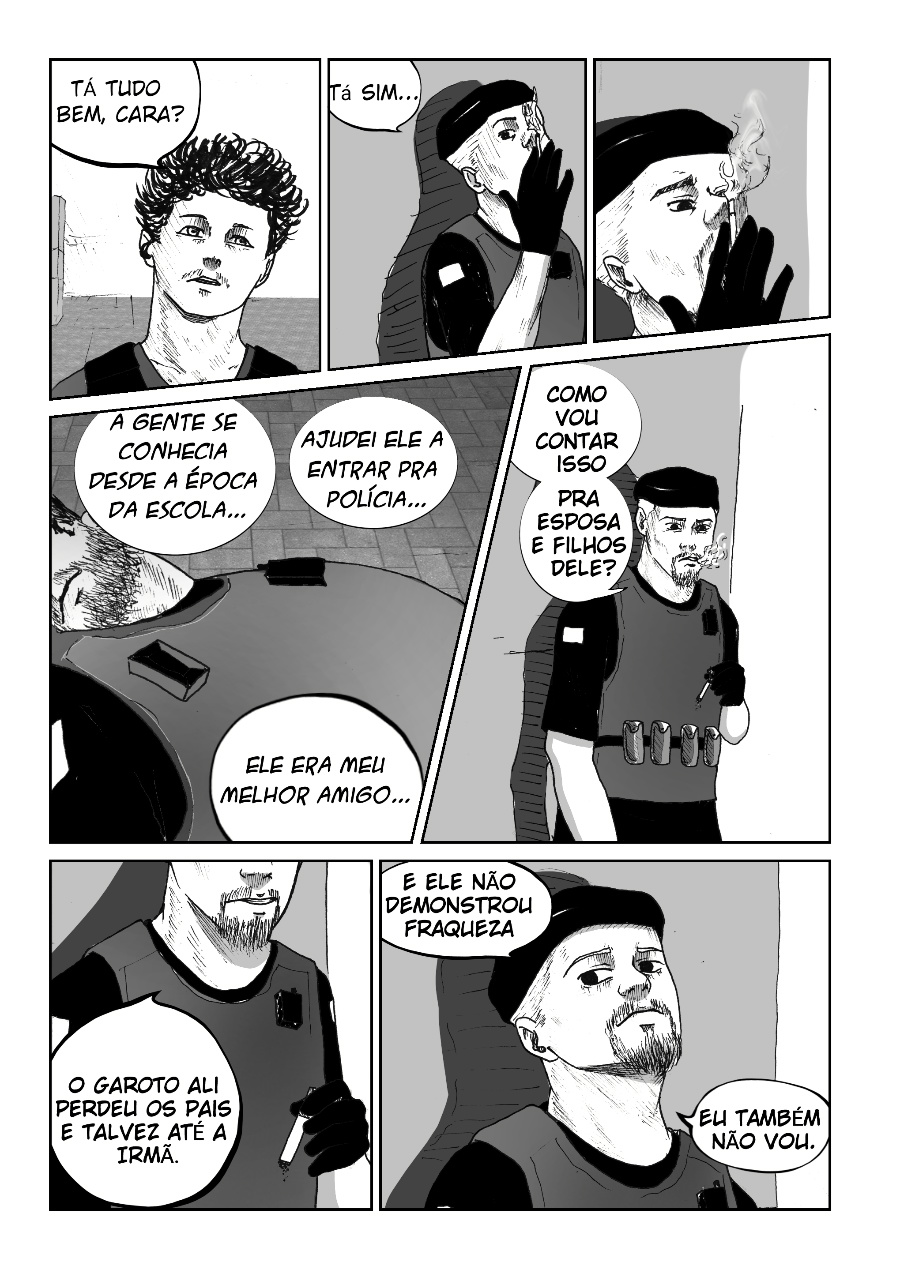 TÁ TUDO
BEM, CARA?
Tá SIM...
A GENTE SE
CONHECIA
DESDE A ÉPOCA
DA ESCOLA...
AJUDEI ELE A
ENTRAR PRA
POLÍCIA...
ELE ERA MEU
MELHOR AMIGO...
COMO
VOU
CONTAR
ISSO
PRA
ESPOSA
E FILHOS
DELE?
O GAROTO ALI
PERDEU OS PAIS
E TALVEZ ATÉ A
IRMÃ.
E ELE NÃO
DEMONSTROU
FRAQUEZA
EU TAMBÉM
NÃO VOU.